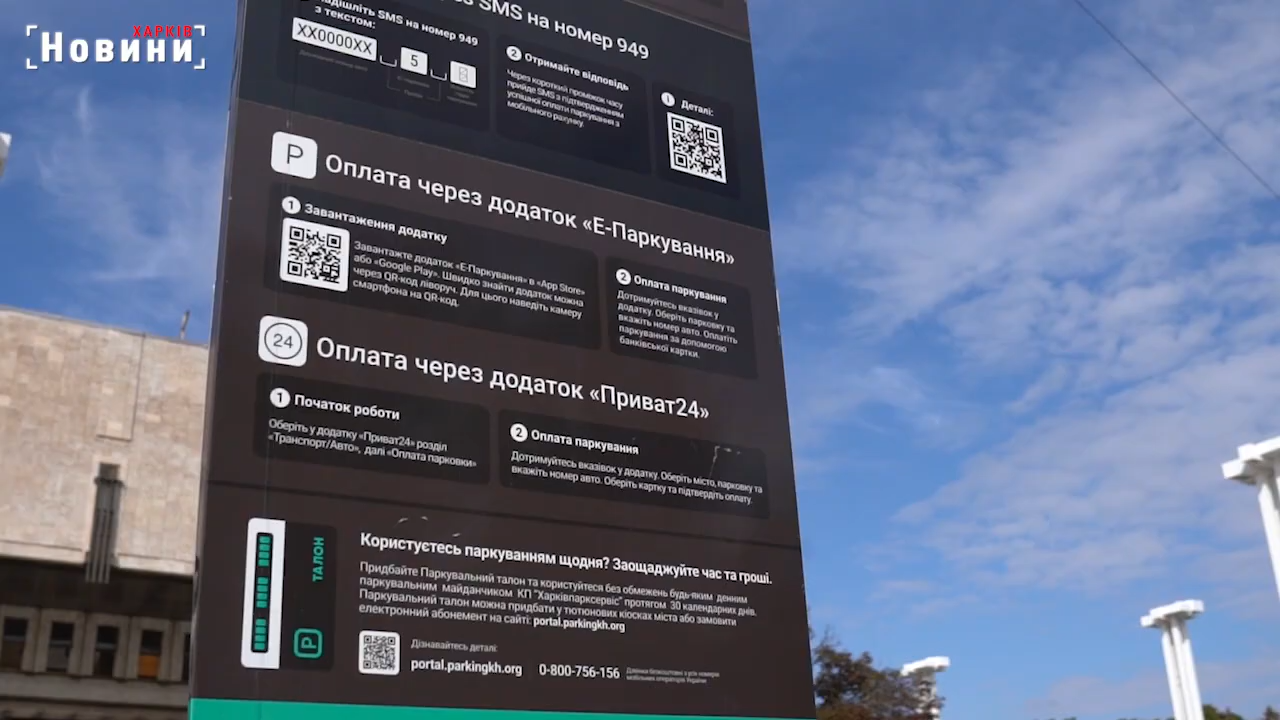 ХАРКІВ
Новини
SMS на номер 949
надішліть SMS на номер 949
з текстом:
XX0000XX
5
2 Отримайте відповідь
Через короткий проміжок часу
прийде SMS з підтвердженням
успішної оплати паркування з
мобільного рахунку.
1 Деталі:
P Оплата через додаток «Е-Паркування»
1 Завантаження додатку
Завантажте додаток «Е-Паркування» в «App Store»
або «Google Play». Швидко знайти додаток можна
через QR-код ліворуч. Для цього наведіть камеру
смартфона на QR-код.
2 Оплата паркування
Дотримуйтесь вказівок у
додатку. Оберіть парковку та
вкажіть номер авто. Оплатіть
паркування за допомогою
банківської картки.
24 Оплата через додаток «Приват24»
1 Початок роботи
Оберіть у додатку «Приват24» розділ
«Транспорт/Авто», далі «Оплата парковки»
2 Оплата паркування
Дотримуйтесь вказівок у додатку. Оберіть місто, парковку та
вкажіть номер авто. Оберіть картку та підтвердіть оплату.
ТАЛОН
P
Користуєтесь паркуванням щодня? Заощаджуйте час та гроші.
Придбайте Паркувальний талон та користуйтеся без обмежень будь-яким денним
паркувальним майданчиком КП "Харківпарксервіс" протягом 30 календарних днів.
Паркувальний талон можна придбати у тютюнових кіосках міста або замовити
електронний абонемент на сайті: portal.parkingkh.org
Дізнавайтесь деталі:
portal.parkingkh.org 0-800-756-156 Дзвінки безкоштовні з усіх номерів
мобільних операторів України